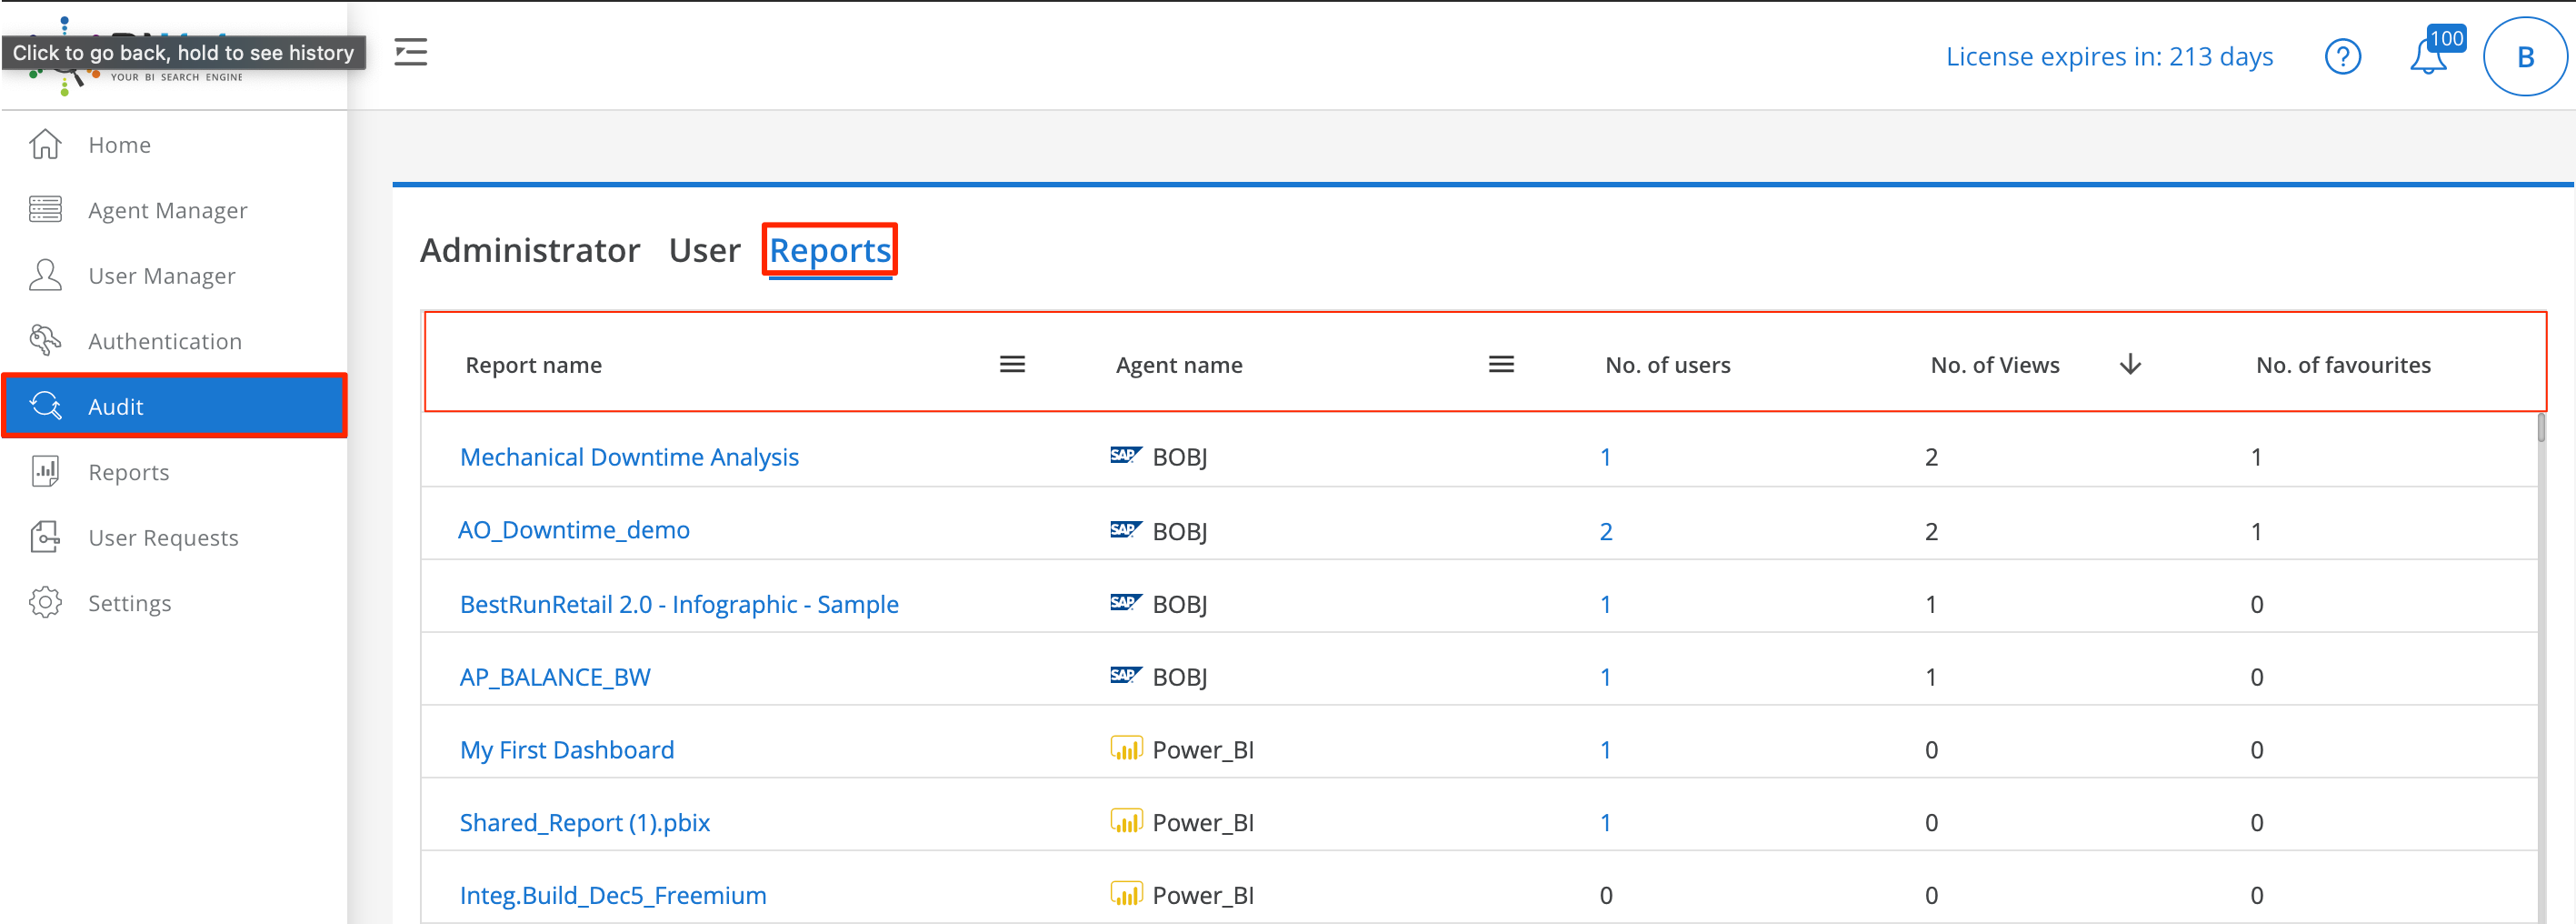 Click to go back, hold to see history
YOUR BI SEARCH ENGINE
License expires in: 213 days
?
100
B
Home
Agent Manager
User Manager
Authentication
Audit
Reports
User Requests
Settings
Administrator User Reports
Report name Agent name No. of users No. of Views No. of favourites
Mechanical Downtime Analysis SAP BOBJ 1 2 1
AO_Downtime_demo SAP BOBJ 2 2 1
BestRunRetail 2.0 - Infographic - Sample SAP BOBJ 1 1 0
AP_BALANCE_BW SAP BOBJ 1 1 0
My First Dashboard Power_BI 1 0 0
Shared_Report (1).pbix Power_BI 1 0 0
Integ.Build_Dec5_Freemium Power_BI 0 0 0